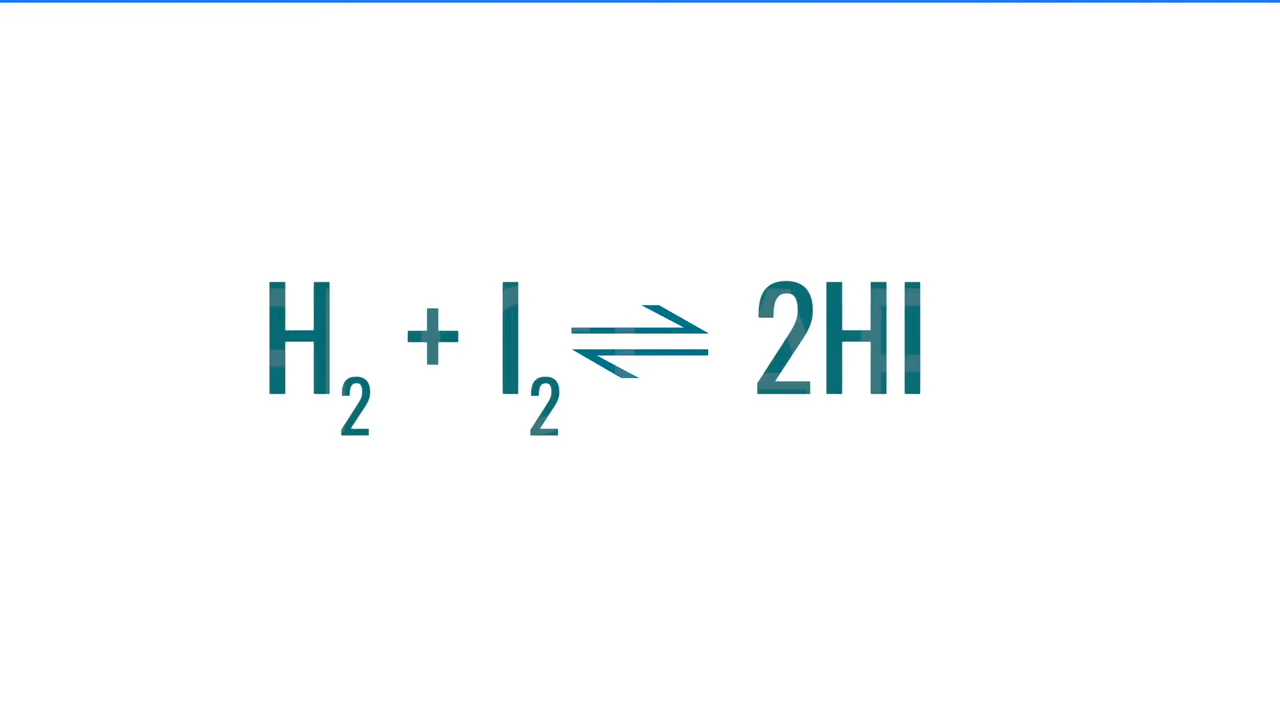 H₂ + I₂ ⇌ 2HI